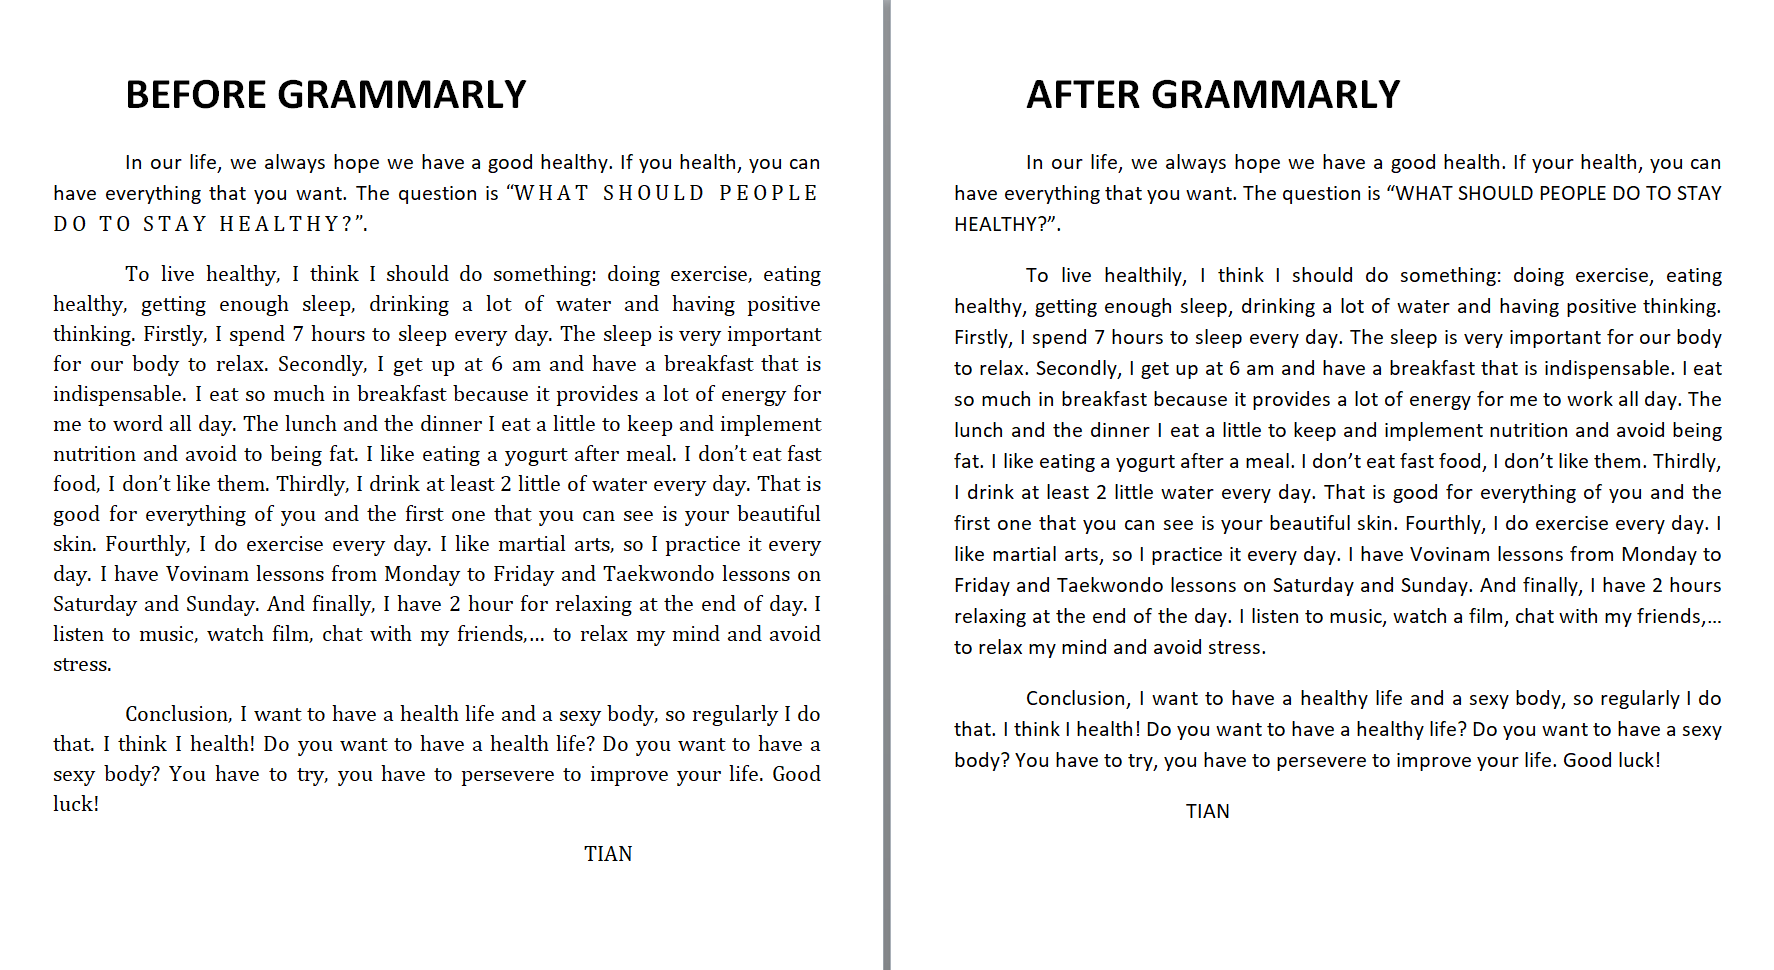 BEFORE GRAMMARLY
In our life, we always hope we have a good healthy. If you health, you can
have everything that you want. The question is “WHAT SHOULD PEOPLE
DO TO STAY HEALTHY?”.
To live healthy, I think I should do something: doing exercise, eating
healthy, getting enough sleep, drinking a lot of water and having positive
thinking. Firstly, I spend 7 hours to sleep every day. The sleep is very important
for our body to relax. Secondly, I get up at 6 am and have a breakfast that is
indispensable. I eat so much in breakfast because it provides a lot of energy for
me to word all day. The lunch and the dinner I eat a little to keep and implement
nutrition and avoid to being fat. I like eating a yogurt after meal. I don’t eat fast
food, I don’t like them. Thirdly, I drink at least 2 little of water every day. That is
good for everything of you and the first one that you can see is your beautiful
skin. Fourthly, I do exercise every day. I like martial arts, so I practice it every
day. I have Vovinam lessons from Monday to Friday and Taekwondo lessons on
Saturday and Sunday. And finally, I have 2 hour for relaxing at the end of day. I
listen to music, watch film, chat with my friends,... to relax my mind and avoid
stress.
Conclusion, I want to have a health life and a sexy body, so regularly I do
that. I think I health! Do you want to have a health life? Do you want to have a
sexy body? You have to try, you have to persevere to improve your life. Good
luck!
TIAN
AFTER GRAMMARLY
In our life, we always hope we have a good health. If your health, you can
have everything that you want. The question is “WHAT SHOULD PEOPLE DO TO STAY
HEALTHY?”.
To live healthily, I think I should do something: doing exercise, eating
healthy, getting enough sleep, drinking a lot of water and having positive thinking.
Firstly, I spend 7 hours to sleep every day. The sleep is very important for our body
to relax. Secondly, I get up at 6 am and have a breakfast that is indispensable. I eat
so much in breakfast because it provides a lot of energy for me to work all day. The
lunch and the dinner I eat a little to keep and implement nutrition and avoid being
fat. I like eating a yogurt after a meal. I don’t eat fast food, I don’t like them. Thirdly,
I drink at least 2 little water every day. That is good for everything of you and the
first one that you can see is your beautiful skin. Fourthly, I do exercise every day. I
like martial arts, so I practice it every day. I have Vovinam lessons from Monday to
Friday and Taekwondo lessons on Saturday and Sunday. And finally, I have 2 hours
relaxing at the end of the day. I listen to music, watch a film, chat with my friends,...
to relax my mind and avoid stress.
Conclusion, I want to have a healthy life and a sexy body, so regularly I do
that. I think I health! Do you want to have a healthy life? Do you want to have a sexy
body? You have to try, you have to persevere to improve your life. Good luck!
TIAN